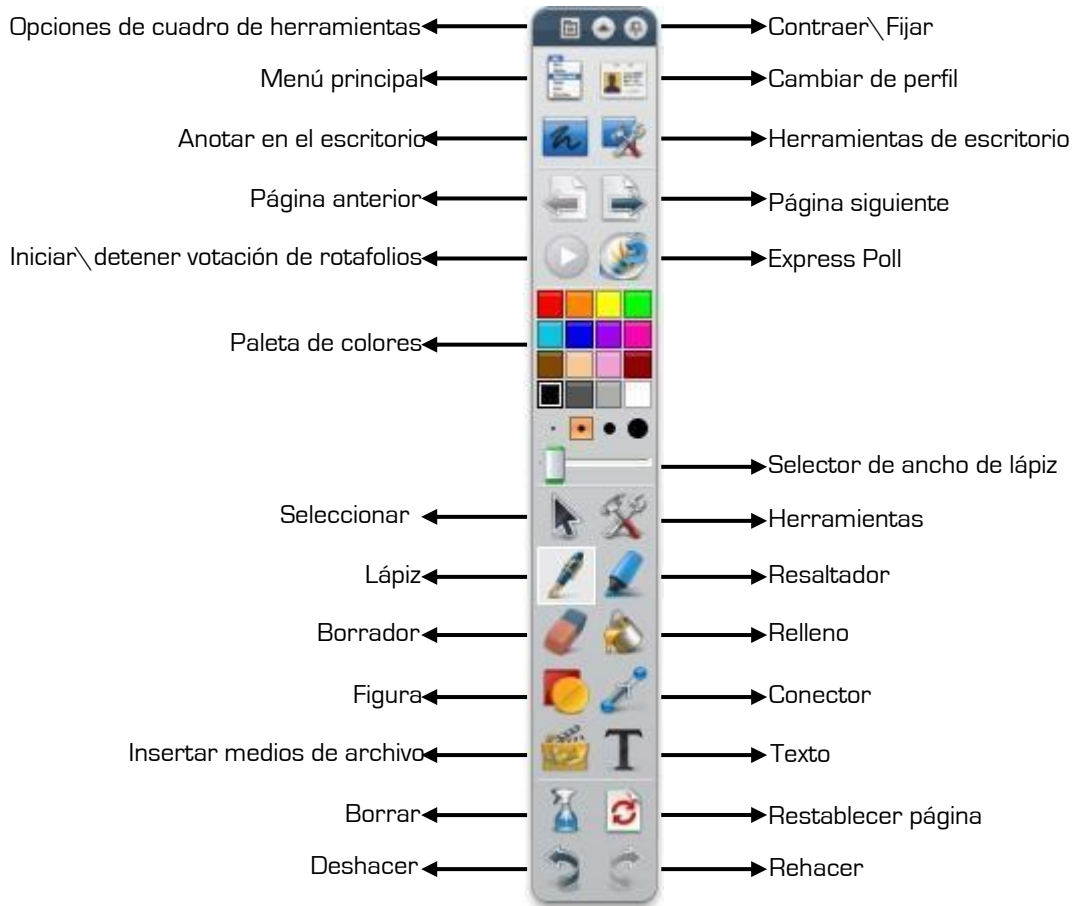 Opciones de cuadro de herramientas
Contraer\Fijar
Menú principal
Cambiar de perfil
Anotar en el escritorio
Herramientas de escritorio
Página anterior
Página siguiente
Iniciar\detener votación de rotafolios
Express Poll
Paleta de colores
Selector de ancho de lápiz
Seleccionar
Herramientas
Lápiz
Resaltador
Borrador
Relleno
Figura
Conector
Insertar medios de archivo
T
Texto
Borrar
Restablecer página
Deshacer
Rehacer